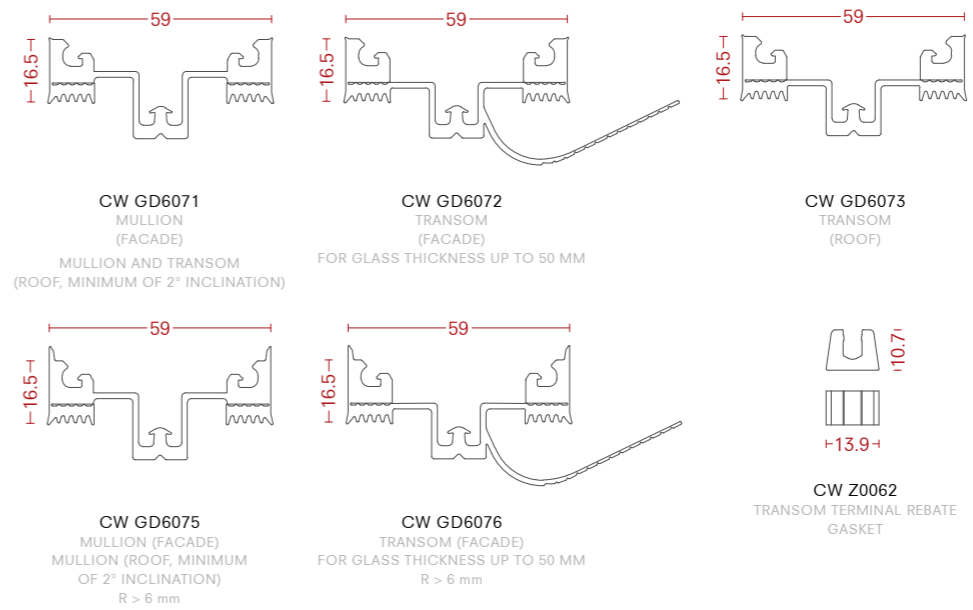 59
16.5
CW GD6071
MULLION
(FACADE)
MULLION AND TRANSOM
(ROOF, MINIMUM OF 2° INCLINATION)
59
16.5
CW GD6072
TRANSOM
(FACADE)
FOR GLASS THICKNESS UP TO 50 MM
59
16.5
CW GD6073
TRANSOM
(ROOF)
59
16.5
CW GD6075
MULLION (FACADE)
MULLION (ROOF, MINIMUM
OF 2° INCLINATION)
R > 6 mm
59
16.5
CW GD6076
TRANSOM (FACADE)
FOR GLASS THICKNESS UP TO 50 MM
R > 6 mm
10.7
13.9
CW Z0062
TRANSOM TERMINAL REBATE
GASKET